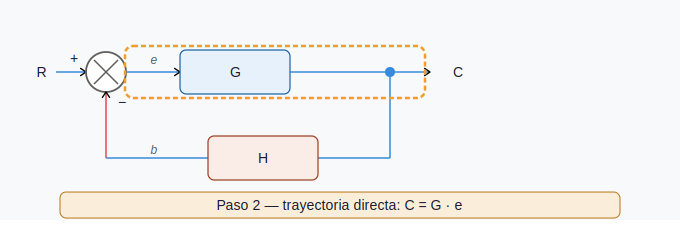 +
e
R
G
C
−
b
H
Paso 2 — trayectoria directa: C = G · e